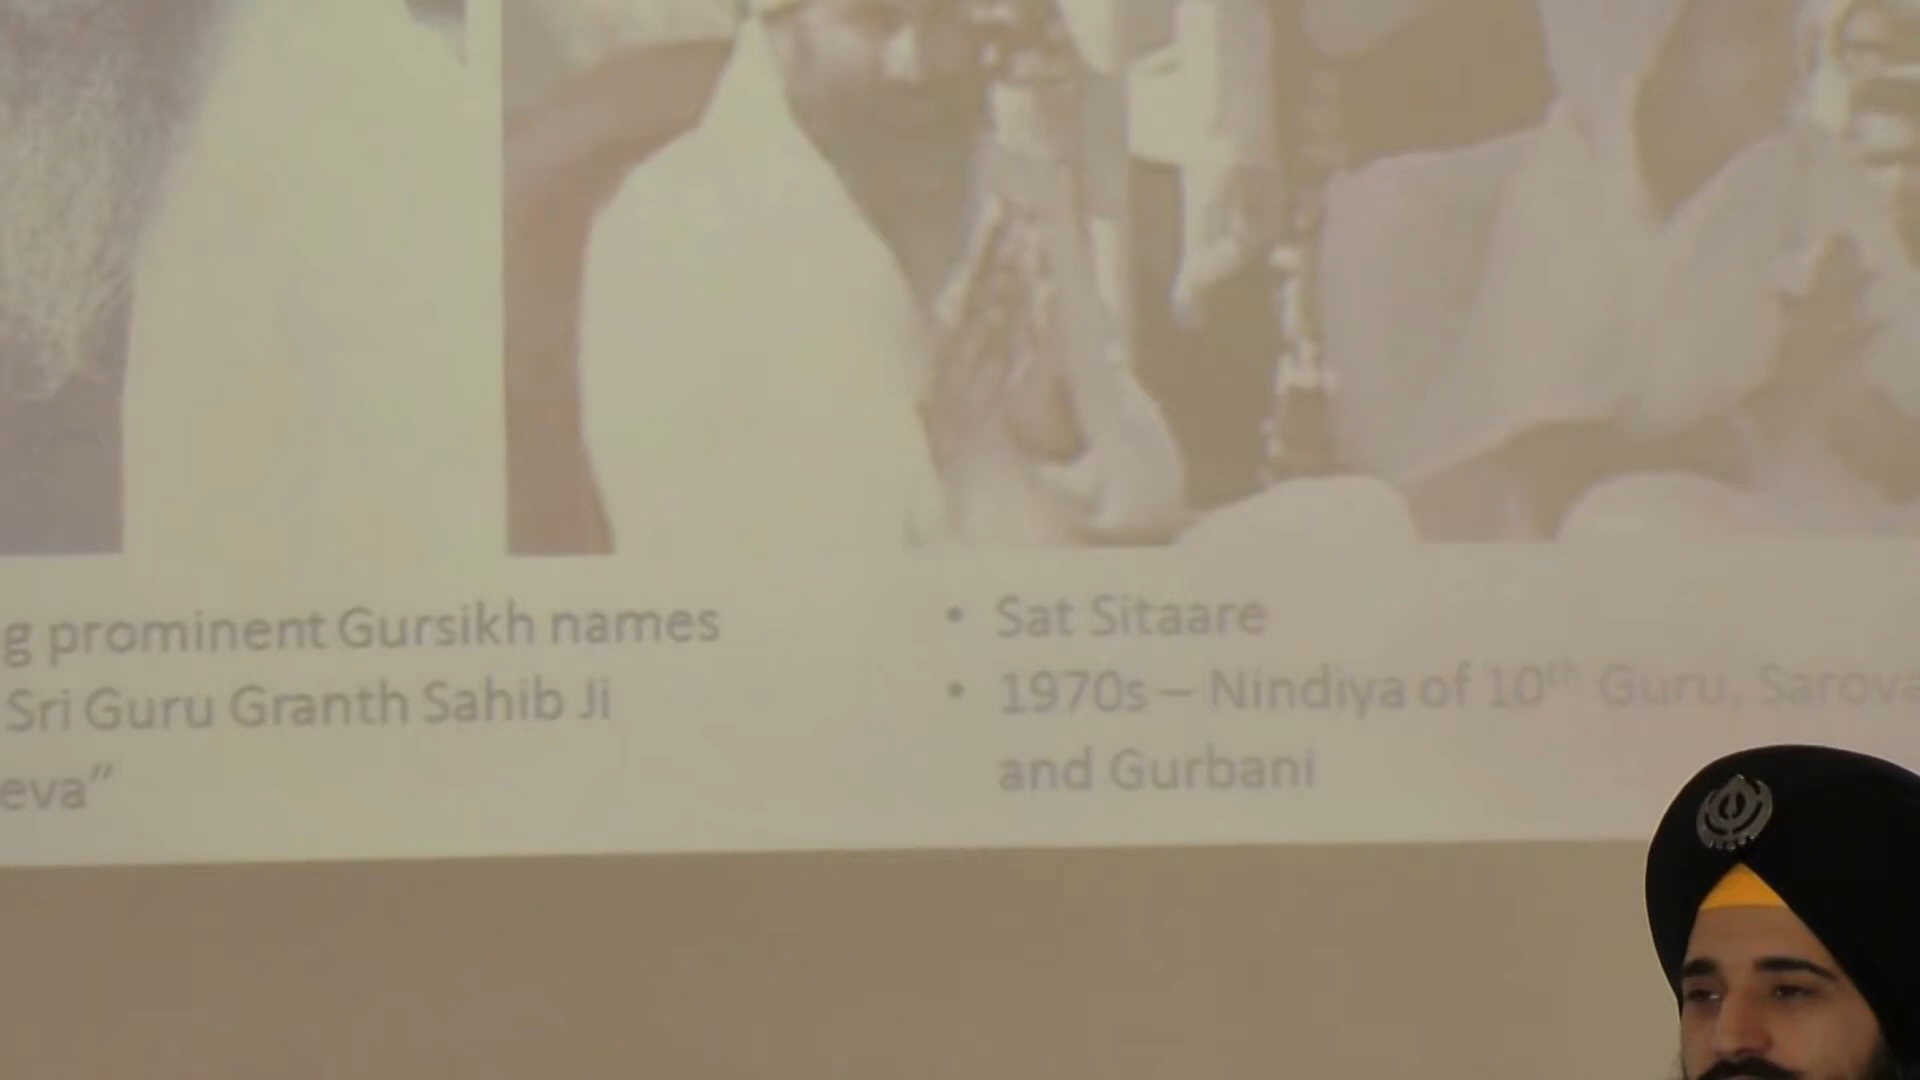 g prominent Gursikh names
Sri Guru Granth Sahib Ji
eva”
• Sat Sitaare
• 1970s – Nindiya of 10th Guru, Sarova
and Gurbani